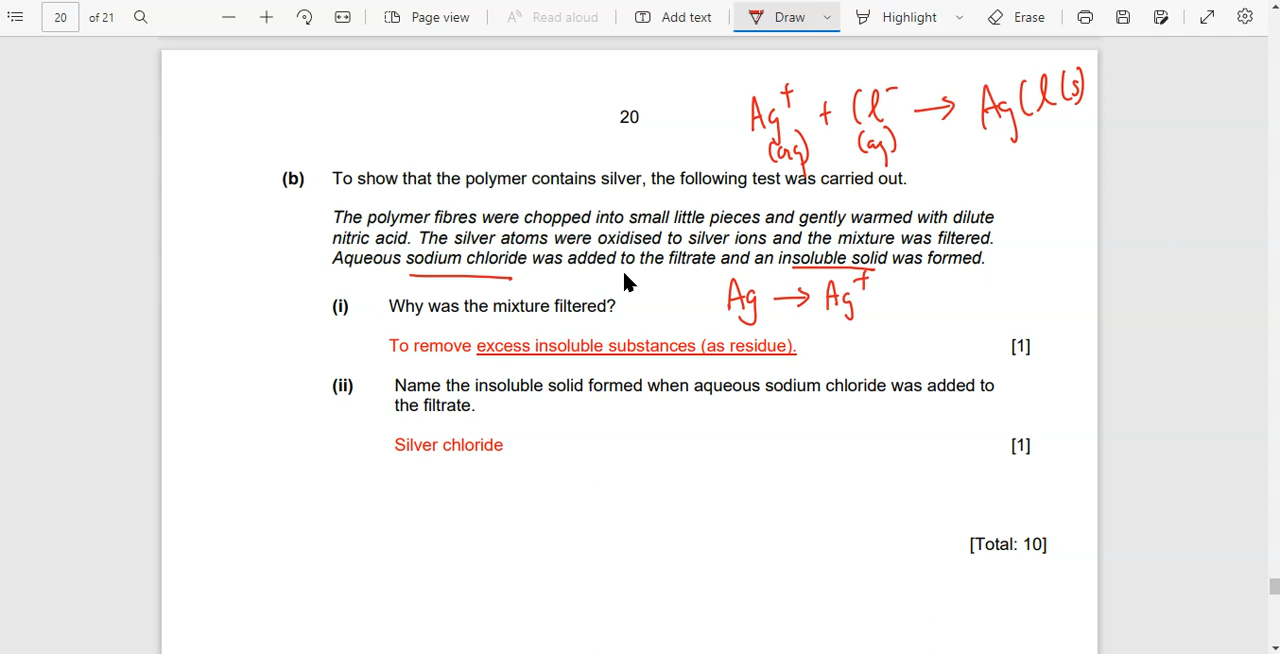 20 of 21 Page view Read aloud Add text Draw Highlight Erase
Ag⁺ + Cl⁻ → AgCl(s)
(aq) (aq)
20
(b) To show that the polymer contains silver, the following test was carried out.
The polymer fibres were chopped into small little pieces and gently warmed with dilute
nitric acid. The silver atoms were oxidised to silver ions and the mixture was filtered.
Aqueous sodium chloride was added to the filtrate and an insoluble solid was formed.
Ag → Ag⁺
(i) Why was the mixture filtered?
To remove excess insoluble substances (as residue). [1]
(ii) Name the insoluble solid formed when aqueous sodium chloride was added to
the filtrate.
Silver chloride [1]
[Total: 10]